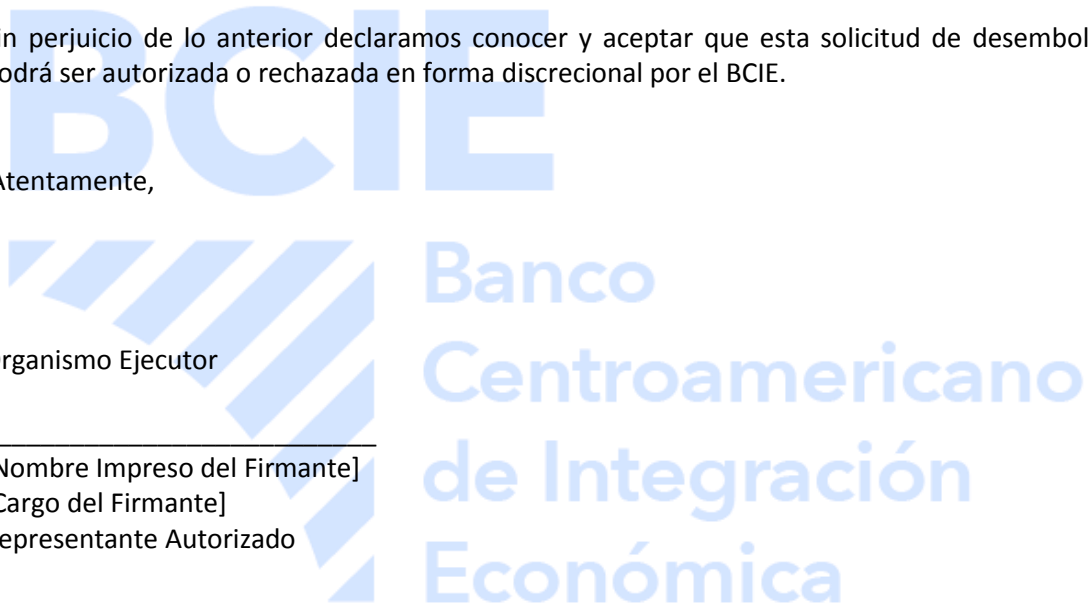 BCIE
in perjuicio de lo anterior declaramos conocer y aceptar que esta solicitud de desembol
odrá ser autorizada o rechazada en forma discrecional por el BCIE.
Atentamente,
Banco
Centroamericano
de Integración
Económica
rganismo Ejecutor
Nombre Impreso del Firmante]
Cargo del Firmante]
epresentante Autorizado